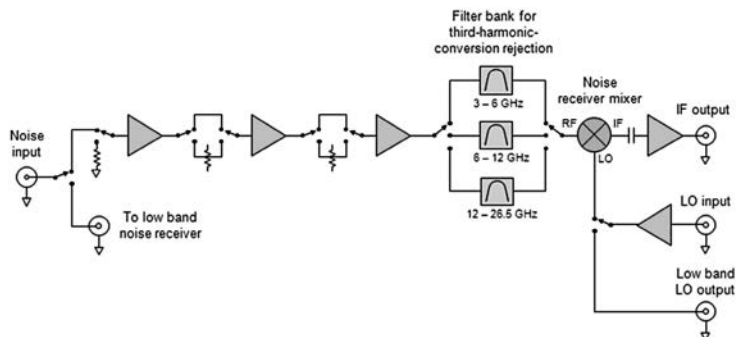 Filter bank for
third-harmonic-
conversion rejection
3 – 6 GHz
6 – 12 GHz
12 – 26.5 GHz
Noise
receiver mixer
RF
IF
LO
IF output
LO input
Low band
LO output
Noise
input
To low band
noise receiver